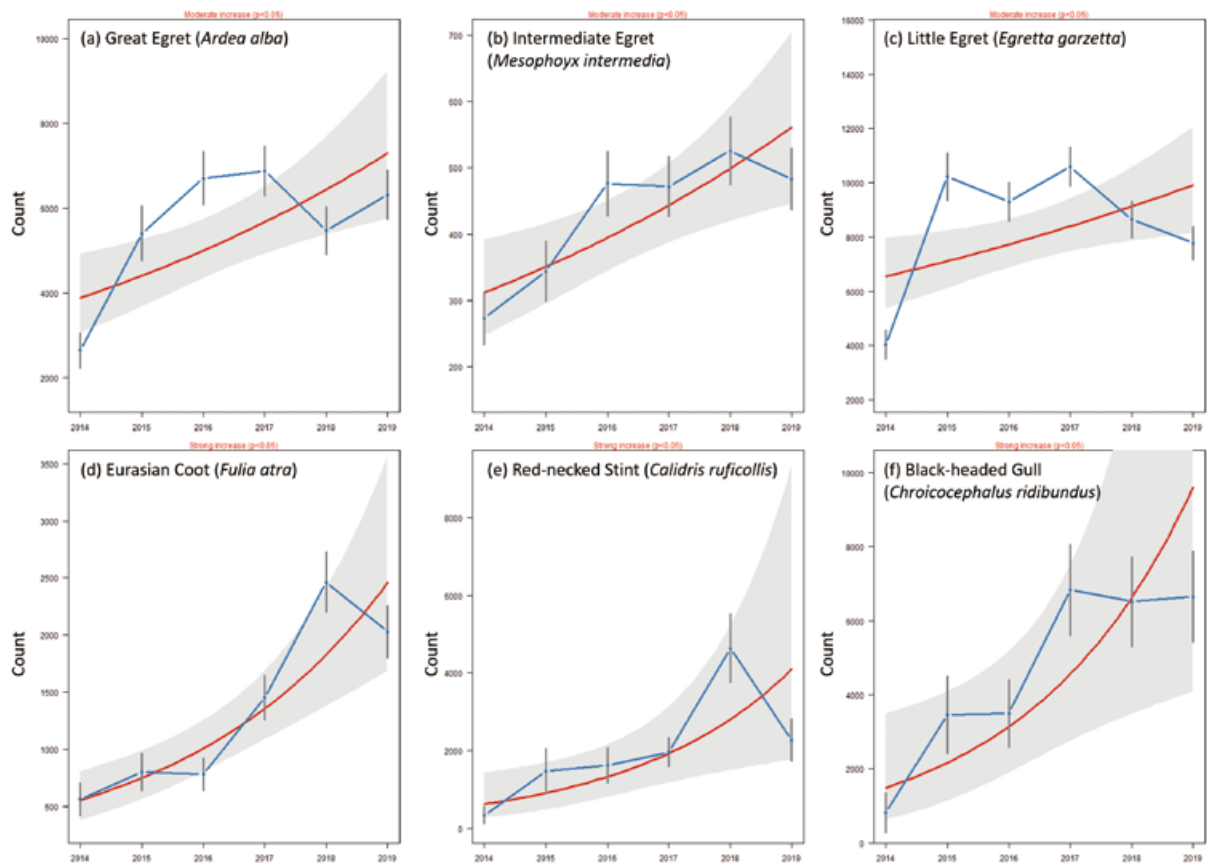 Moderate increase (p<0.05)
(a) Great Egret (Ardea alba)
10000
8000
6000
4000
2000
Count
2014 2015 2016 2017 2018 2019
Moderate increase (p<0.05)
(b) Intermediate Egret
(Mesophoyx intermedia)
700
600
500
400
300
200
Count
2014 2015 2016 2017 2018 2019
Moderate increase (p<0.05)
(c) Little Egret (Egretta garzetta)
16000
14000
12000
10000
8000
6000
4000
2000
Count
2014 2015 2016 2017 2018 2019
Strong increase (p<0.05)
(d) Eurasian Coot (Fulia atra)
3500
3000
2500
2000
1500
1000
500
Count
2014 2015 2016 2017 2018 2019
Strong increase (p<0.05)
(e) Red-necked Stint (Calidris ruficollis)
8000
6000
4000
2000
0
Count
2014 2015 2016 2017 2018 2019
Strong increase (p<0.05)
(f) Black-headed Gull
(Chroicocephalus ridibundus)
10000
8000
6000
4000
2000
0
Count
2014 2015 2016 2017 2018 2019